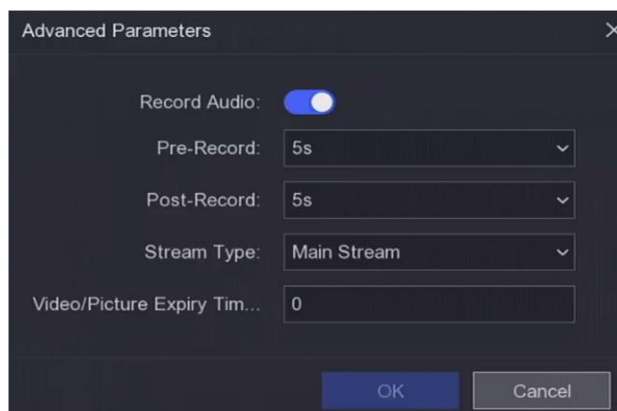 Advanced Parameters
Record Audio:
Pre-Record: 5s
Post-Record: 5s
Stream Type: Main Stream
Video/Picture Expiry Tim... 0
OK Cancel